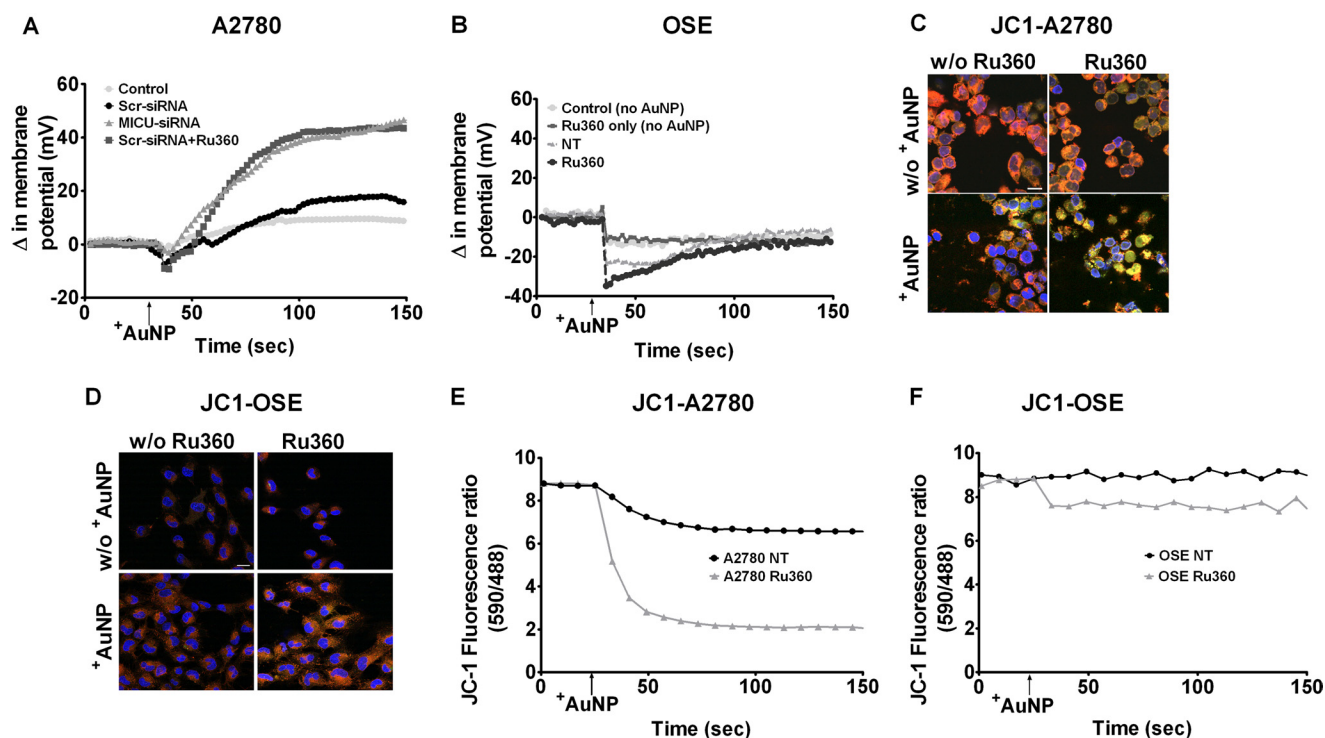 A
A2780
Δ in membrane
potential (mV)
60
40
20
0
-20
Control
Scr-siRNA
MICU-siRNA
Scr-siRNA+Ru360
0
50
100
150
+AuNP
Time (sec)
B
OSE
Δ in membrane
potential (mV)
60
40
20
0
-20
-40
Control (no AuNP)
Ru360 only (no AuNP)
NT
Ru360
0
50
100
150
+AuNP
Time (sec)
C
JC1-A2780
w/o Ru360
Ru360
w/o +AuNP
+AuNP
D
JC1-OSE
w/o Ru360
Ru360
w/o +AuNP
+AuNP
E
JC1-A2780
JC-1 Fluorescence ratio
(590/488)
10
8
6
4
2
0
A2780 NT
A2780 Ru360
0
50
100
150
+AuNP
Time (sec)
F
JC1-OSE
JC-1 Fluorescence ratio
(590/488)
10
8
6
4
2
0
OSE NT
OSE Ru360
0
50
100
150
+AuNP
Time (sec)